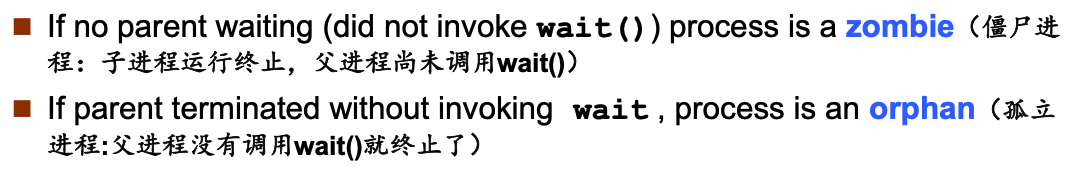 ■ If no parent waiting (did not invoke wait()) process is a zombie（僵尸进
程：子进程运行终止，父进程尚未调用wait()）
■ If parent terminated without invoking wait , process is an orphan（孤立
进程:父进程没有调用wait()就终止了）